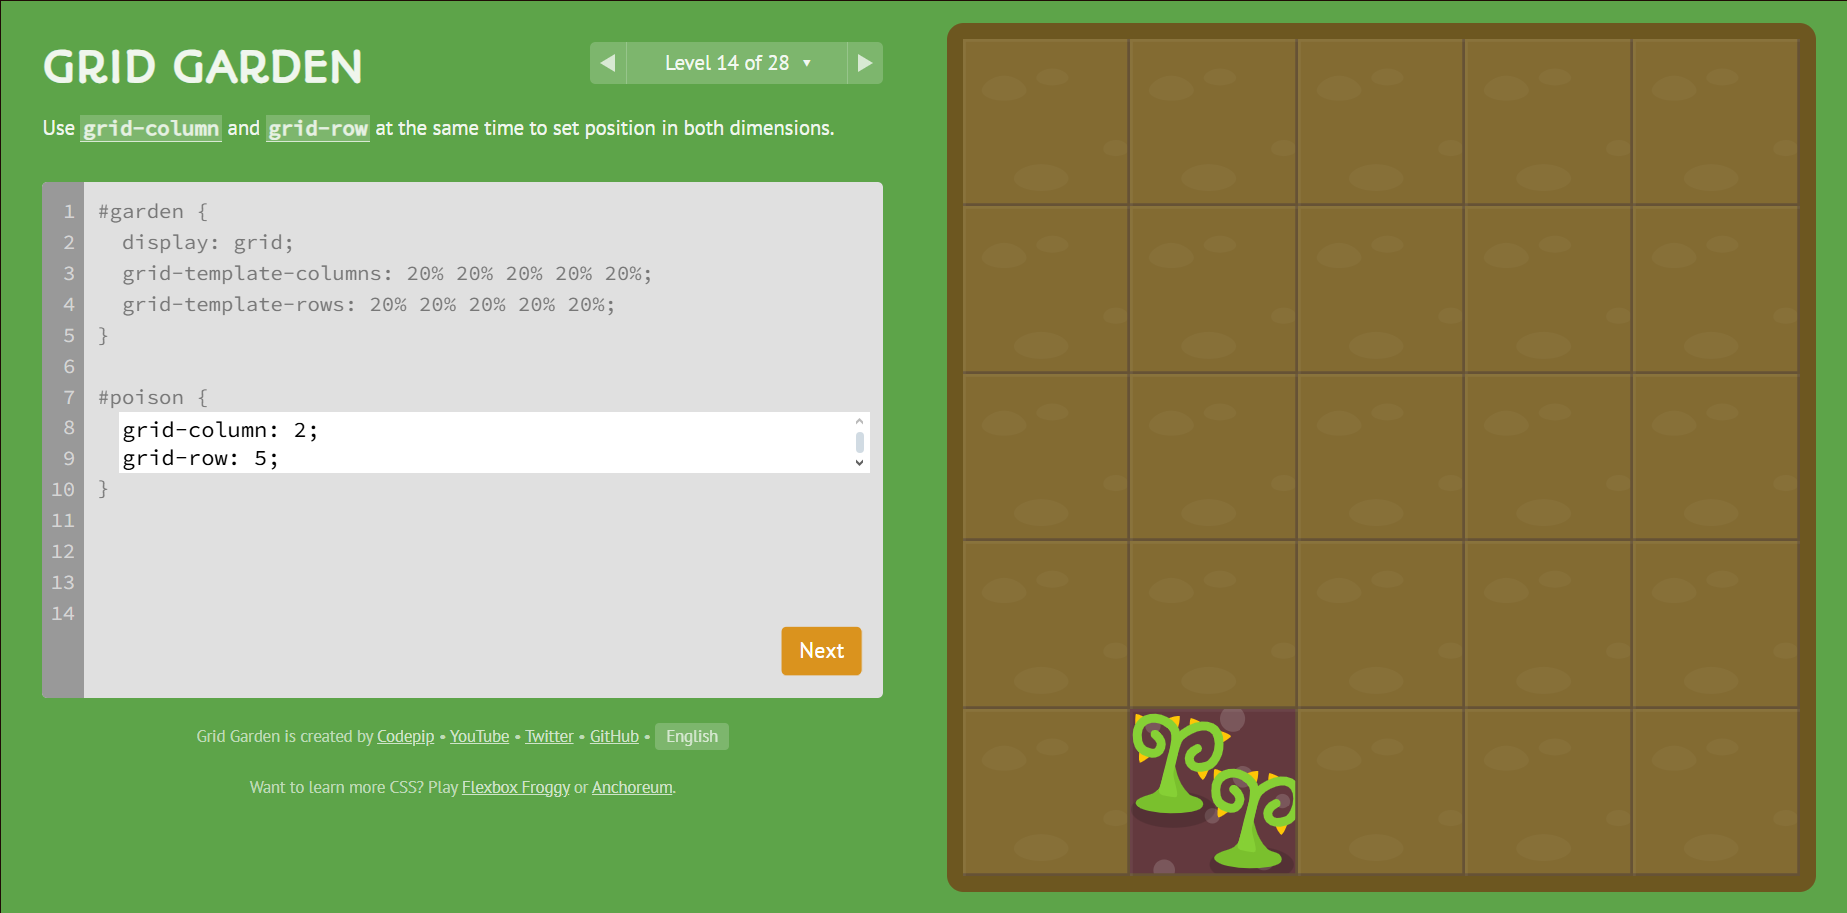 GRID GARDEN
◀ Level 14 of 28 ▼ ▶
Use grid-column and grid-row at the same time to set position in both dimensions.
1 #garden {
2 display: grid;
3 grid-template-columns: 20% 20% 20% 20% 20%;
4 grid-template-rows: 20% 20% 20% 20% 20%;
5 }
6
7 #poison {
8 grid-column: 2;
9 grid-row: 5;
10 }
11
12
13
14
Next
Grid Garden is created by Codepip • YouTube • Twitter • GitHub • English
Want to learn more CSS? Play Flexbox Froggy or Anchoreum.